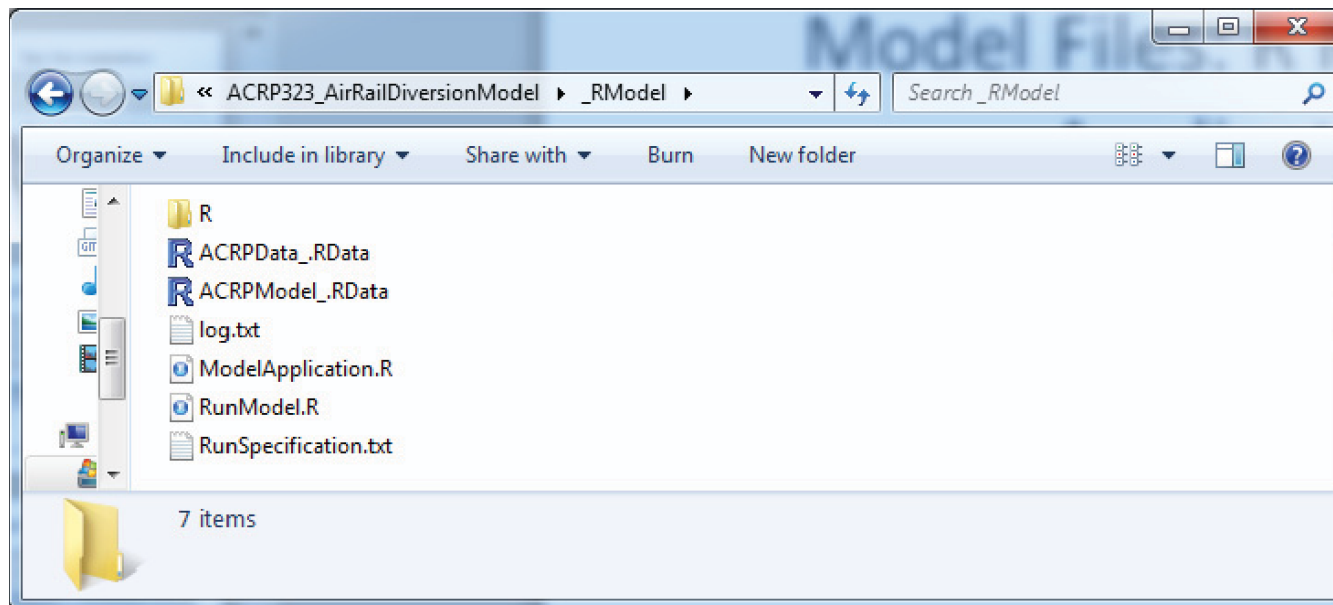 Model Files: R
« ACRP323_AirRailDiversionModel ▸ _RModel ▸ Search _RModel
Organize Include in library Share with Burn New folder
R
ACRPData_.RData
ACRPModel_.RData
log.txt
ModelApplication.R
RunModel.R
RunSpecification.txt
7 items